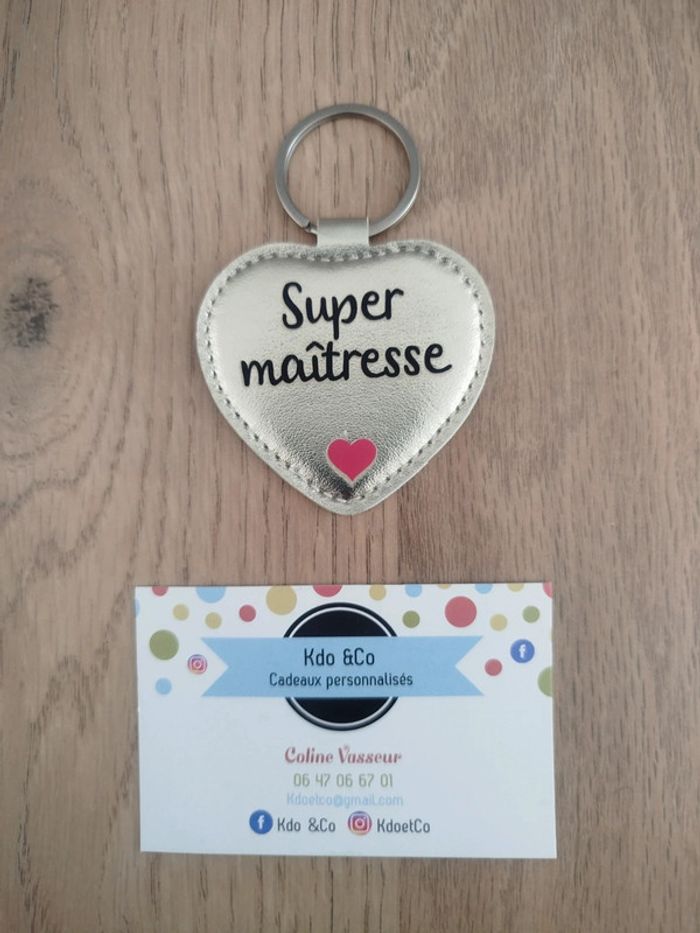 Super
maîtresse
Kdo &Co
Cadeaux personnalisés
Coline Vasseur
06 47 06 67 01
Kdoetco@gmail.com
Kdo &Co KdoetCo